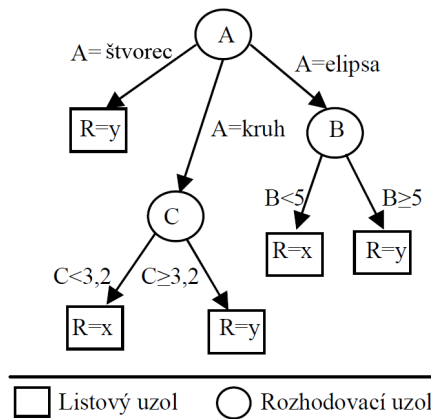 A
A= štvorec
A=elipsa
R=y
A=kruh
B
C
B<5
B≥5
R=x
R=y
C<3,2
C≥3,2
R=x
R=y
Listový uzol
Rozhodovací uzol